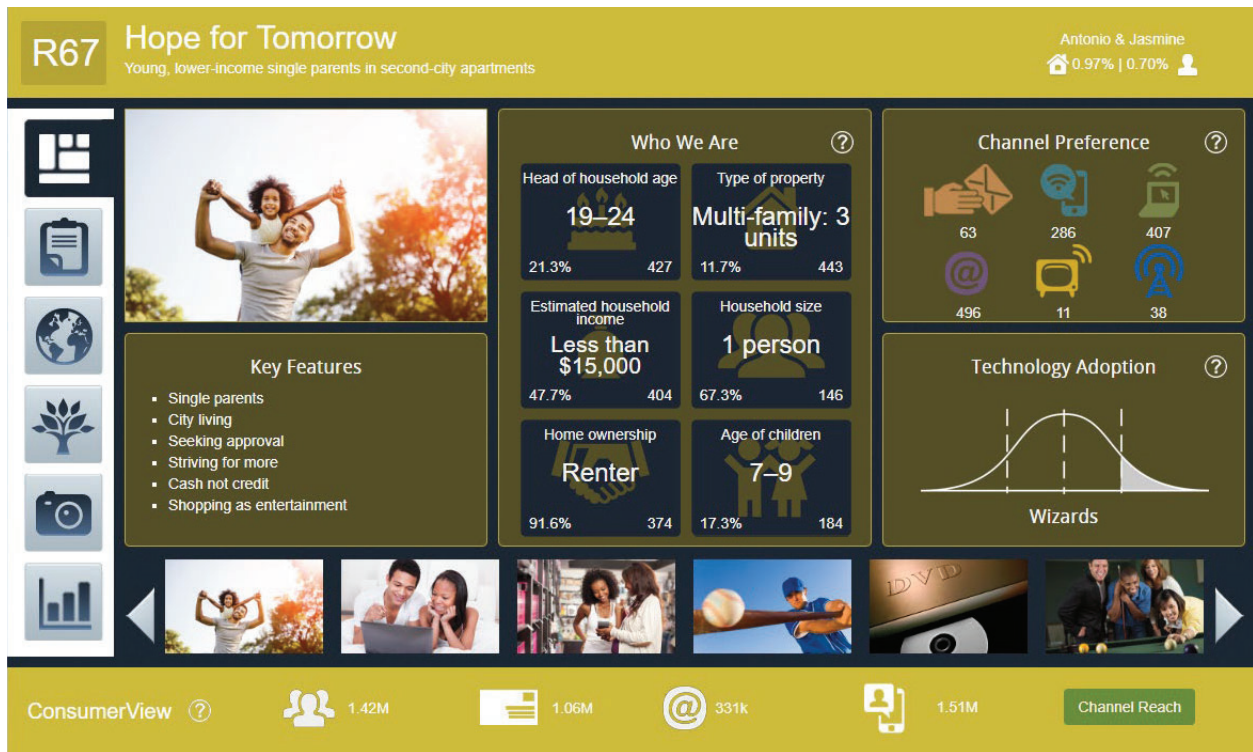 R67
Hope for Tomorrow
Young, lower-income single parents in second-city apartments
Antonio & Jasmine
0.97% | 0.70%
Key Features
Single parents
City living
Seeking approval
Striving for more
Cash not credit
Shopping as entertainment
Who We Are
?
Head of household age
19–24
21.3% 427
Type of property
Multi-family: 3
units
11.7% 443
Estimated household
income
Less than
$15,000
47.7% 404
Household size
1 person
67.3% 146
Home ownership
Renter
91.6% 374
Age of children
7–9
17.3% 184
Channel Preference
?
63 286 407
@
496 11 38
Technology Adoption
?
Wizards
DVD
ConsumerView ?
1.42M
1.06M
@ 331k
1.51M
Channel Reach